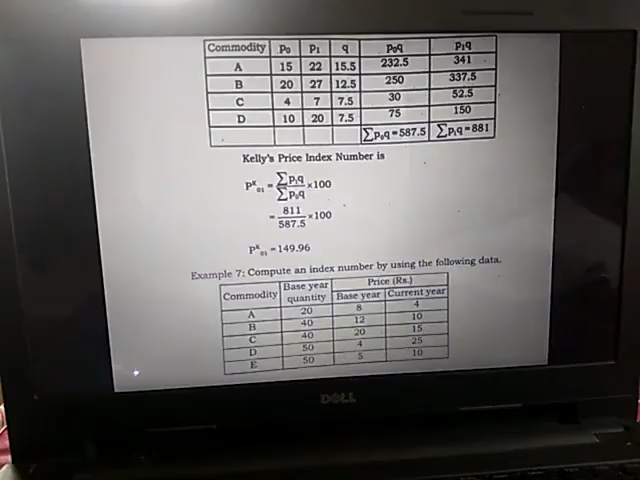 Commodity P₀ P₁ q P₀q P₁q
A 15 22 15.5 232.5 341
B 20 27 12.5 250 337.5
C 4 7 7.5 30 52.5
D 10 20 7.5 75 150
∑P₀q=587.5 ∑P₁q=881
Kelly's Price Index Number is
Pᴷ₀₁ = ∑P₁q / ∑P₀q ×100
= 811 / 587.5 ×100
Pᴷ₀₁ =149.96
Example 7: Compute an index number by using the following data.
Commodity Base year quantity Price (Rs.)
Base year Current year
A 20 8 4
B 40 12 10
C 40 20 15
D 50 4 25
E 50 5 10
DELL